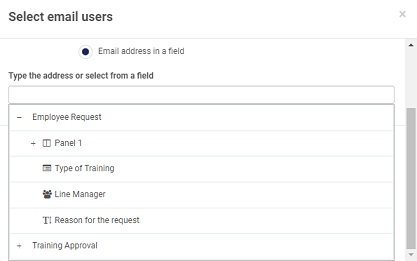 Select email users
×
Email address in a field
Type the address or select from a field
− Employee Request
+ Panel 1
Type of Training
Line Manager
Reason for the request
+ Training Approval